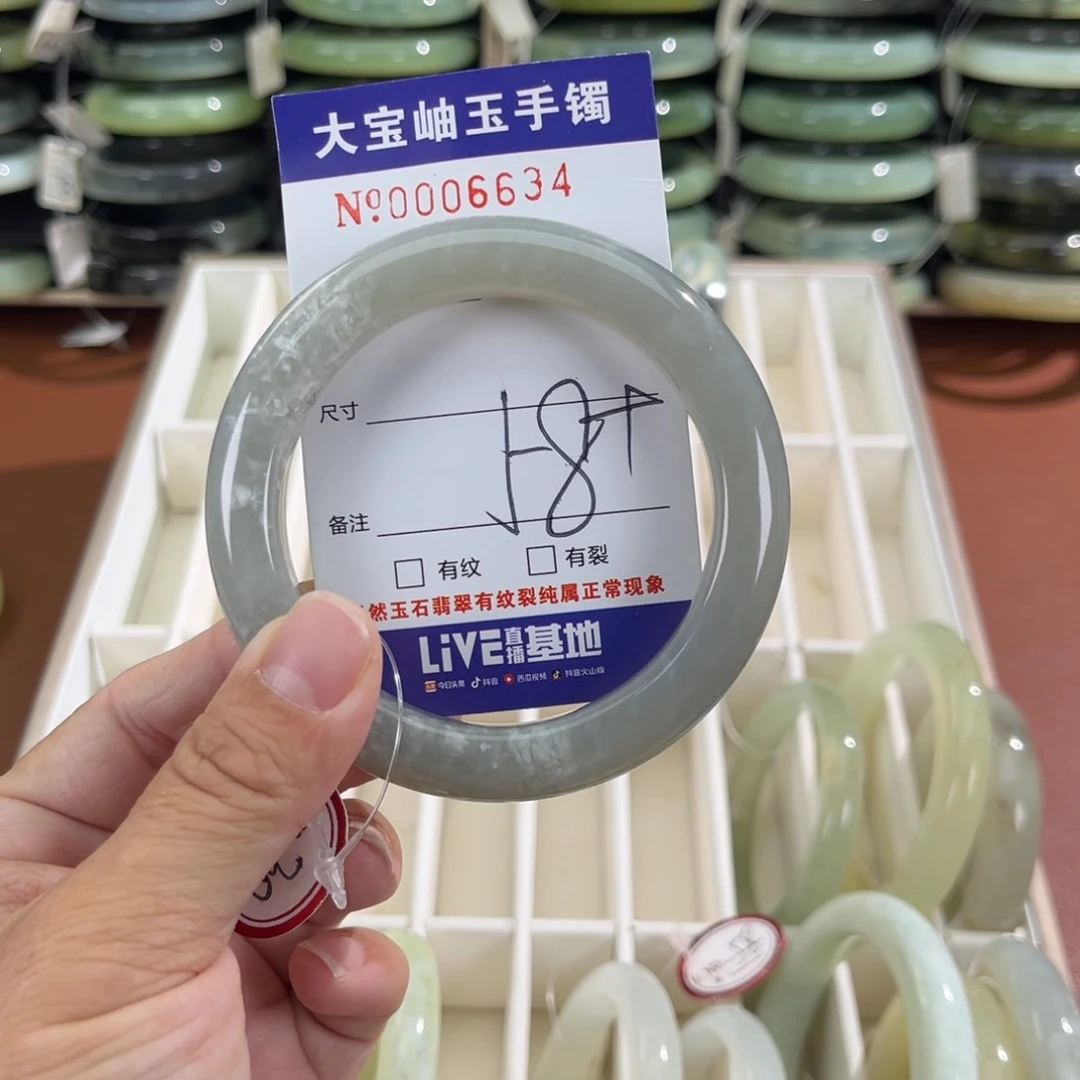 大宝岫玉手镯
Nº0006634
尺寸
58
备注
有纹 有裂
然玉石翡翠有纹裂纯属正常现象
LiVE直播基地
今日头条 抖音 西瓜视频 抖音火山版